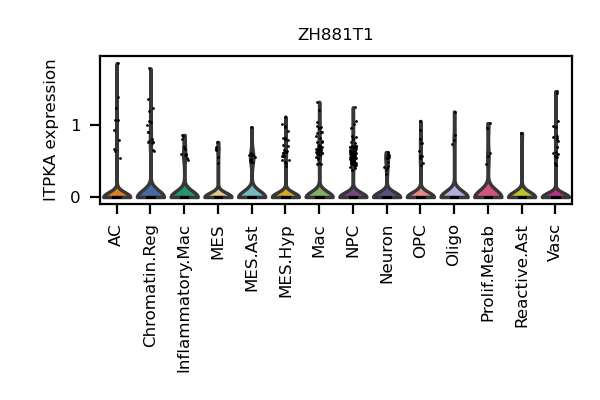 ZH881T1
ITPKA expression
1
0
AC
Chromatin.Reg
Inflammatory.Mac
MES
MES.Ast
MES.Hyp
Mac
NPC
Neuron
OPC
Oligo
Prolif.Metab
Reactive.Ast
Vasc